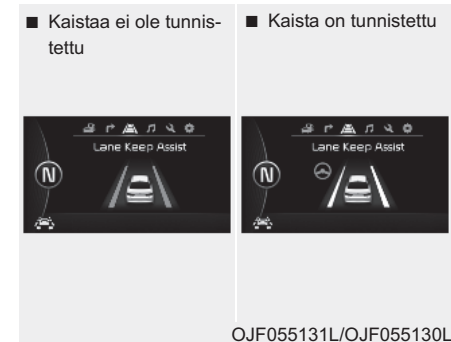 ■ Kaistaa ei ole tunnis-
tettu
■ Kaista on tunnistettu
Lane Keep Assist
N
Lane Keep Assist
N
OJF055131L/OJF055130L